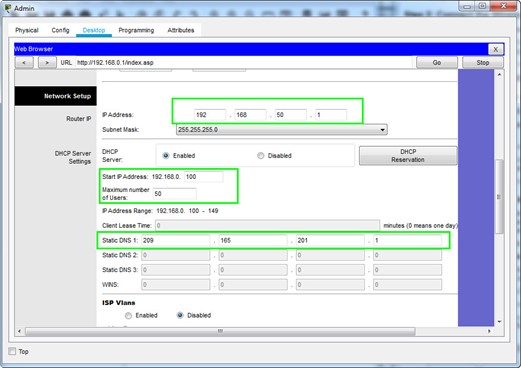 Admin
Physical Config Desktop Programming Attributes
Web Browser X
< > URL http://192.168.0.1/index.asp Go Stop
Network Setup
Router IP
IP Address: 192 . 168 . 50 . 1
Subnet Mask: 255.255.255.0
DHCP Server Settings
DHCP Server: Enabled Disabled DHCP Reservation
Start IP Address: 192.168.0. 100
Maximum number of Users: 50
IP Address Range: 192.168.0. 100 - 149
Client Lease Time: 0 minutes (0 means one day)
Static DNS 1: 209 . 165 . 201 . 1
Static DNS 2: 0 . 0 . 0 . 0
Static DNS 3: 0 . 0 . 0 . 0
WINS: 0 . 0 . 0 . 0
ISP Vlans
Enabled Disabled
Top